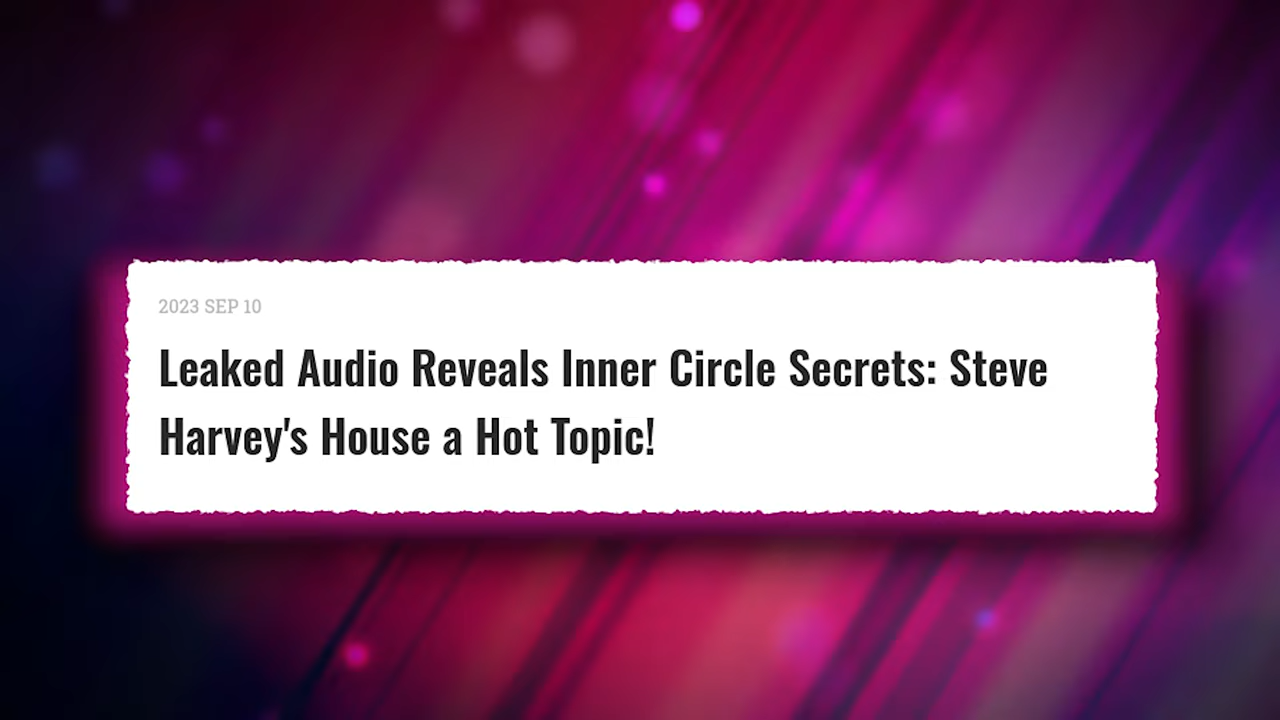 2023 SEP 10
Leaked Audio Reveals Inner Circle Secrets: Steve
Harvey's House a Hot Topic!